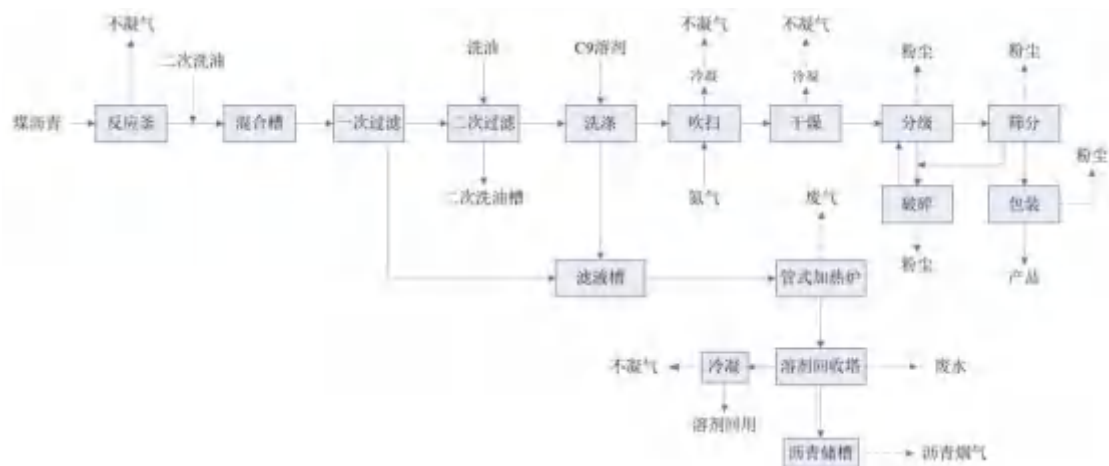 不凝气
二次洗油
洗油
C9溶剂
不凝气
不凝气
粉尘
粉尘
冷凝
冷凝
煤沥青
反应釜
混合槽
一次过滤
二次过滤
洗涤
吹扫
干燥
分级
筛分
粉尘
二次洗油槽
氮气
废气
破碎
包装
滤液槽
管式加热炉
粉尘
产品
不凝气
冷凝
溶剂回收塔
废水
溶剂回用
沥青储槽
沥青烟气